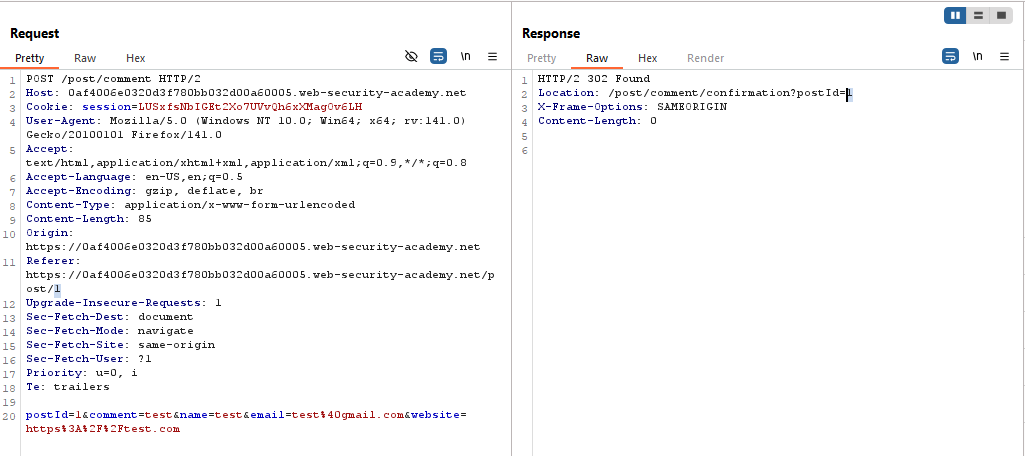 Request
Pretty Raw Hex \n
1 POST /post/comment HTTP/2
2 Host: 0af4006e0320d3f780bb032d00a60005.web-security-academy.net
3 Cookie: session=LUSxfsNbIGEt2Xo7UVvQh6xXMagOv6LH
4 User-Agent: Mozilla/5.0 (Windows NT 10.0; Win64; x64; rv:141.0)
Gecko/20100101 Firefox/141.0
5 Accept:
text/html,application/xhtml+xml,application/xml;q=0.9,*/*;q=0.8
6 Accept-Language: en-US,en;q=0.5
7 Accept-Encoding: gzip, deflate, br
8 Content-Type: application/x-www-form-urlencoded
9 Content-Length: 85
10 Origin:
https://0af4006e0320d3f780bb032d00a60005.web-security-academy.net
11 Referer:
https://0af4006e0320d3f780bb032d00a60005.web-security-academy.net/p
ost/1
12 Upgrade-Insecure-Requests: 1
13 Sec-Fetch-Dest: document
14 Sec-Fetch-Mode: navigate
15 Sec-Fetch-Site: same-origin
16 Sec-Fetch-User: ?1
17 Priority: u=0, i
18 Te: trailers
19
20 postId=1&comment=test&name=test&email=test%40gmail.com&website=
https%3A%2F%2Ftest.com
Response
Pretty Raw Hex Render \n
1 HTTP/2 302 Found
2 Location: /post/comment/confirmation?postId=1
3 X-Frame-Options: SAMEORIGIN
4 Content-Length: 0
5
6